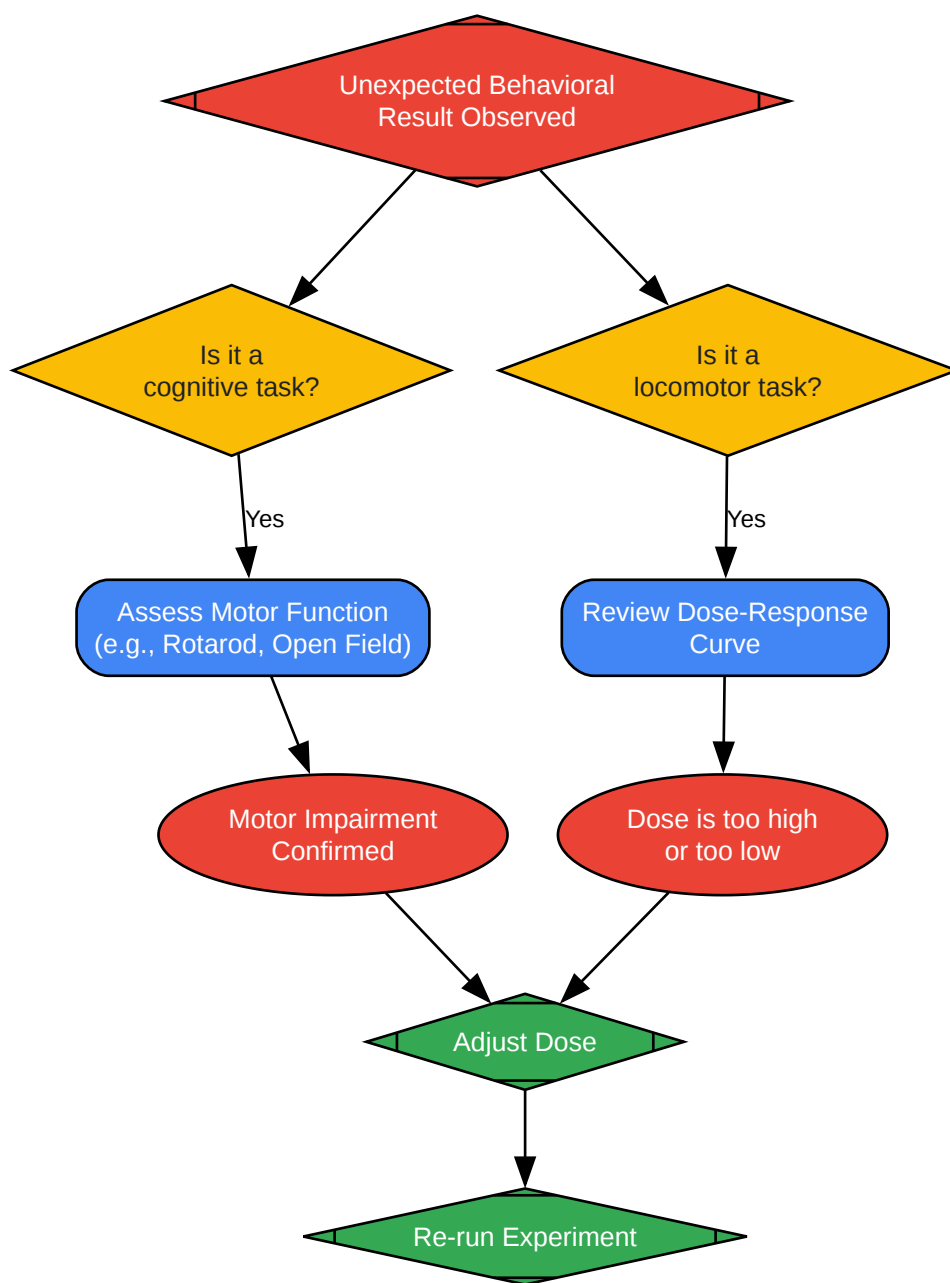 Unexpected Behavioral
Result Observed
Is it a
cognitive task?
Is it a
locomotor task?
Yes
Yes
Assess Motor Function
(e.g., Rotarod, Open Field)
Review Dose-Response
Curve
Motor Impairment
Confirmed
Dose is too high
or too low
Adjust Dose
Re-run Experiment